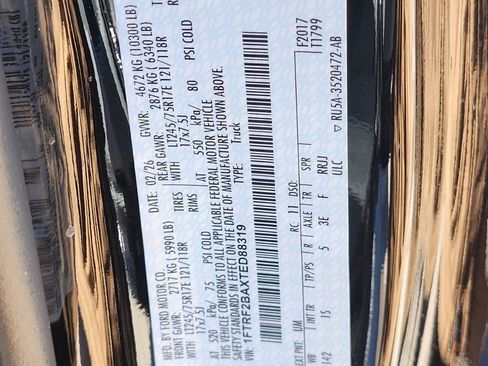 MFD. BY FORD MOTOR CO.
DATE: 02/26 GVWR: 4672 KG (10300 LB)
FRONT GAWR: 2717 KG ( 5990 LB) REAR GAWR: 2876 KG ( 6340 LB)
LT245/75R17E 121/118R TIRES WITH LT245/75R17E 121/118R
17x7.5J RIMS 17x7.5J
AT 520 kPa/ 75 PSI COLD AT 550 kPa/ 80 PSI COLD
THIS VEHICLE CONFORMS TO ALL APPLICABLE FEDERAL MOTOR VEHICLE
SAFETY STANDARDS IN EFFECT ON THE DATE OF MANUFACTURE SHOWN ABOVE.
VIN: 1FTRF2BAXTED88319 TYPE: Truck
F2017
T1799
EXT PNT: UM RC: 11 DSO:
WB INT TR TP/PS R AXLE TR SPR
142 IS 5 3E F RRJJ
ULC
▽ RU5A-3520472-AB